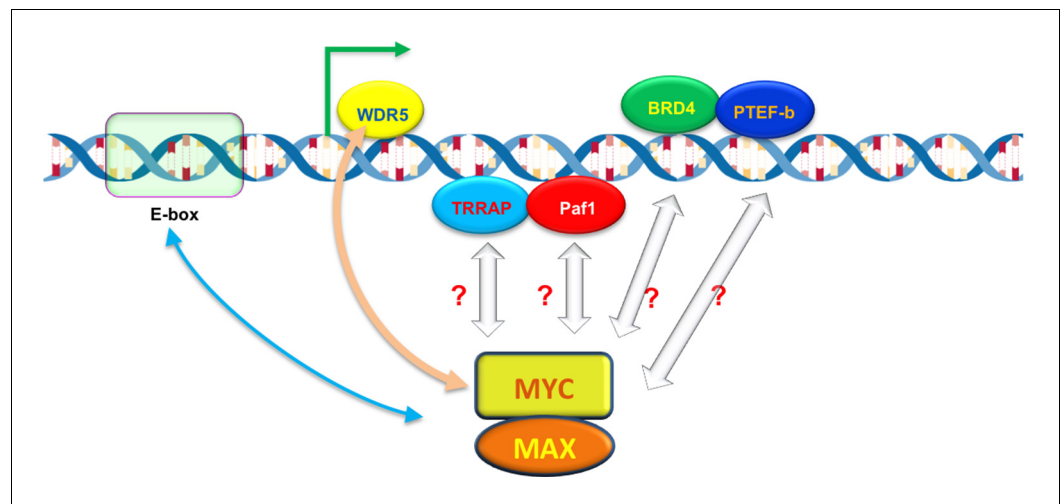 WDR5
BRD4
PTEF-b
E-box
TRRAP
Paf1
?
?
?
?
MYC
MAX